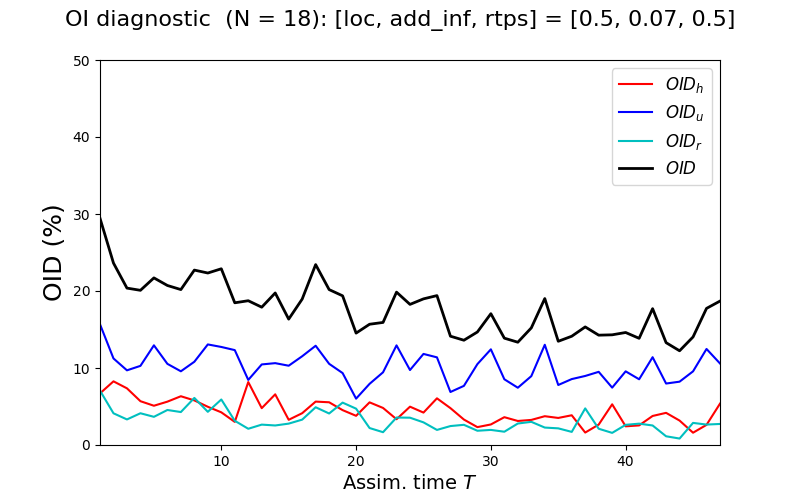 OI diagnostic  (N = 18): [loc, add_inf, rtps] = [0.5, 0.07, 0.5]
50
40
30
20
10
0
OID (%)
OID_h
OID_u
OID_r
OID
10 20 30 40
Assim. time T